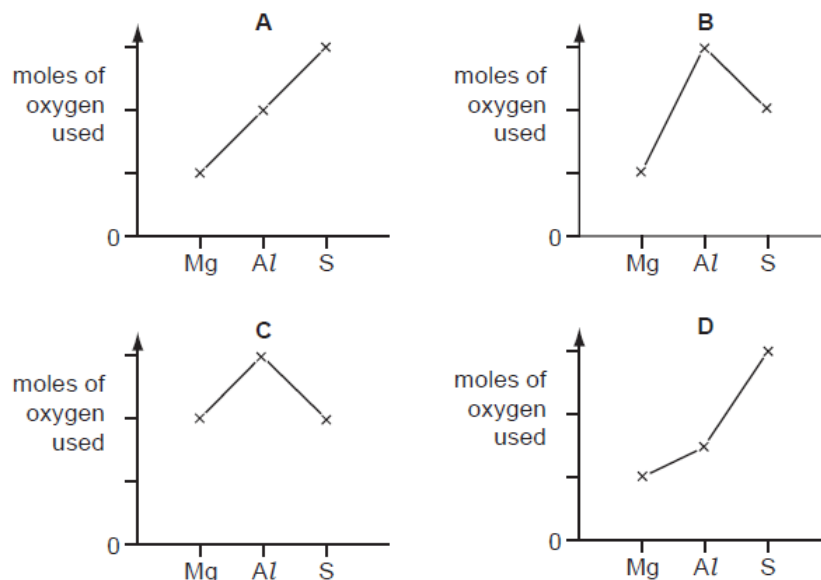 A
moles of
oxygen
used
0
Mg Al S
B
moles of
oxygen
used
0
Mg Al S
C
moles of
oxygen
used
0
Mg Al S
D
moles of
oxygen
used
0
Mg Al S